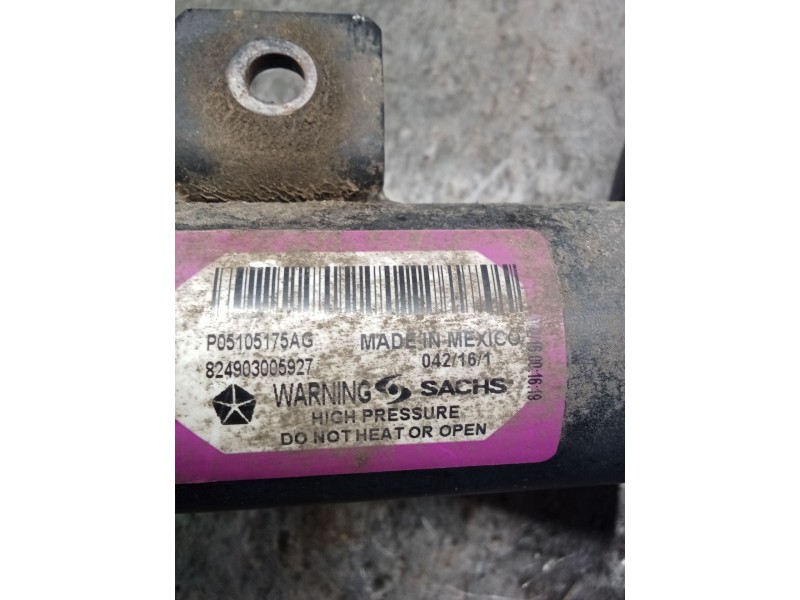 P05105175AG MADE IN MEXICO
824903005927 042/16/1
WARNING SACHS
HIGH PRESSURE
DO NOT HEAT OR OPEN